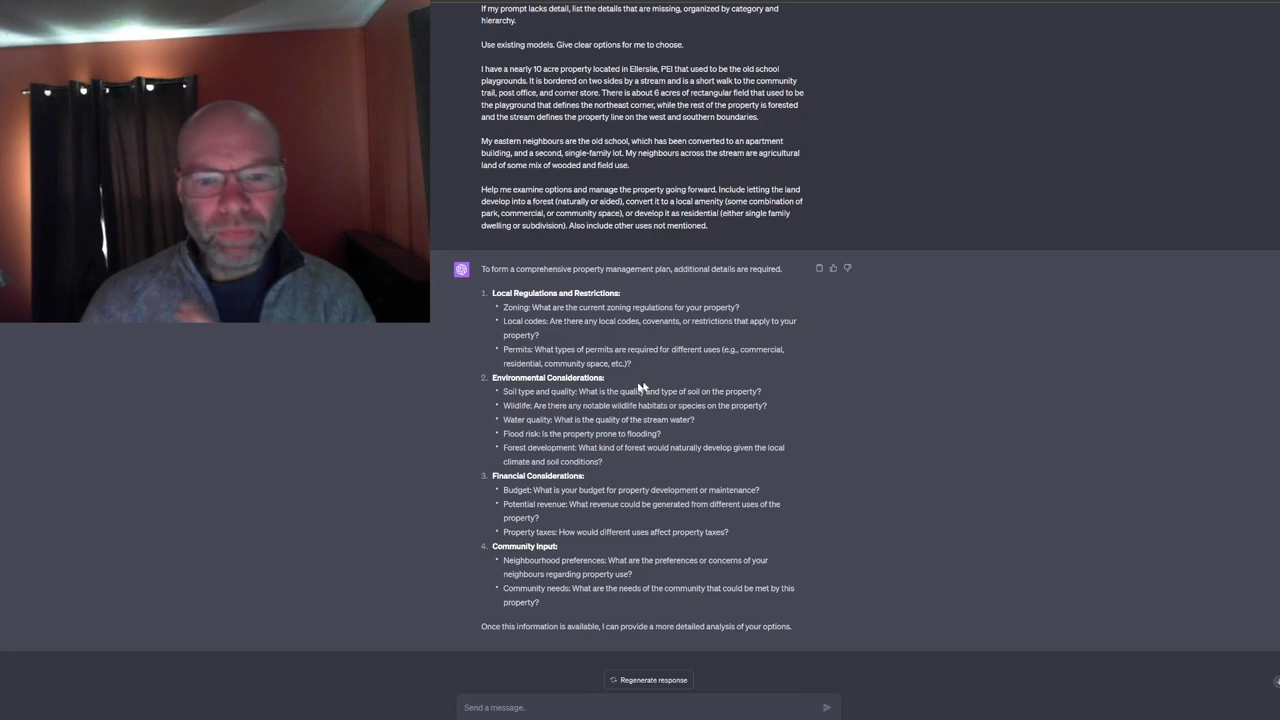 If my prompt lacks detail, list the details that are missing, organized by category and
hierarchy.
Use existing models. Give clear options for me to choose.
I have a nearly 10 acre property located in Ellerslie, PEI that used to be the old school
playgrounds. It is bordered on two sides by a stream and is a short walk to the community
trail, post office, and corner store. There is about 6 acres of rectangular field that used to be
the playground that defines the northeast corner, while the rest of the property is forested
and the stream defines the property line on the west and southern boundaries.
My eastern neighbours are the old school, which has been converted to an apartment
building, and a second, single-family lot. My neighbours across the stream are agricultural
land of some mix of wooded and field use.
Help me examine options and manage the property going forward. Include letting the land
develop into a forest (naturally or aided), convert it to a local amenity (some combination of
park, commercial, or community space), or develop it as residential (either single family
dwelling or subdivision). Also include other uses not mentioned.
To form a comprehensive property management plan, additional details are required.
1. Local Regulations and Restrictions:
• Zoning: What are the current zoning regulations for your property?
• Local codes: Are there any local codes, covenants, or restrictions that apply to your
property?
• Permits: What types of permits are required for different uses (e.g., commercial,
residential, community space, etc.)?
2. Environmental Considerations:
• Soil type and quality: What is the quality and type of soil on the property?
• Wildlife: Are there any notable wildlife habitats or species on the property?
• Water quality: What is the quality of the stream water?
• Flood risk: Is the property prone to flooding?
• Forest development: What kind of forest would naturally develop given the local
climate and soil conditions?
3. Financial Considerations:
• Budget: What is your budget for property development or maintenance?
• Potential revenue: What revenue could be generated from different uses of the
property?
• Property taxes: How would different uses affect property taxes?
4. Community Input:
• Neighbourhood preferences: What are the preferences or concerns of your
neighbours regarding property use?
• Community needs: What are the needs of the community that could be met by this
property?
Once this information is available, I can provide a more detailed analysis of your options.
Regenerate response
Send a message.